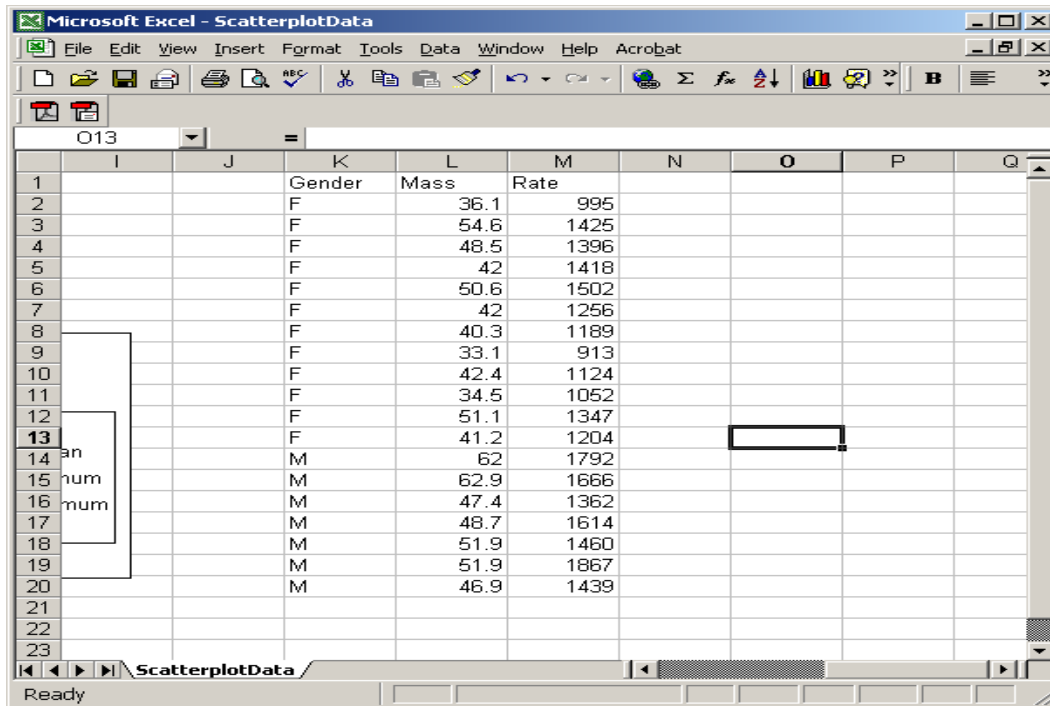 Microsoft Excel - ScatterplotData
File Edit View Insert Format Tools Data Window Help Acrobat
ABC Σ f A Z B
O13 =
I J K L M N O P Q
1 Gender Mass Rate
2 F 36.1 995
3 F 54.6 1425
4 F 48.5 1396
5 F 42 1418
6 F 50.6 1502
7 F 42 1256
8 F 40.3 1189
9 F 33.1 913
10 F 42.4 1124
11 F 34.5 1052
12 F 51.1 1347
13 F 41.2 1204
14 an M 62 1792
15 num M 62.9 1666
16 mum M 47.4 1362
17 M 48.7 1614
18 M 51.9 1460
19 M 51.9 1867
20 M 46.9 1439
21
22
23
ScatterplotData
Ready